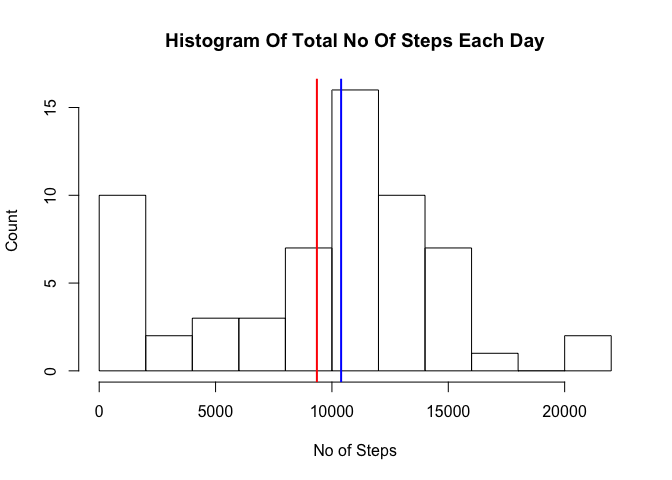 Histogram Of Total No Of Steps Each Day
Count
15
10
5
0
0 5000 10000 15000 20000
No of Steps